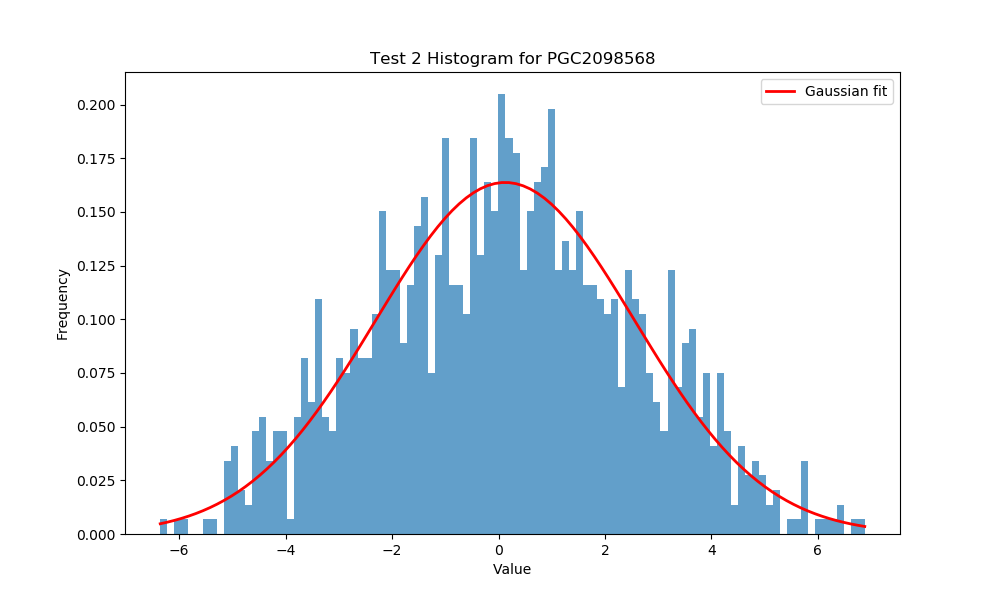 Test 2 Histogram for PGC2098568
Gaussian fit
0.200
0.175
0.150
0.125
0.100
0.075
0.050
0.025
0.000
Frequency
−6 −4 −2 0 2 4 6
Value